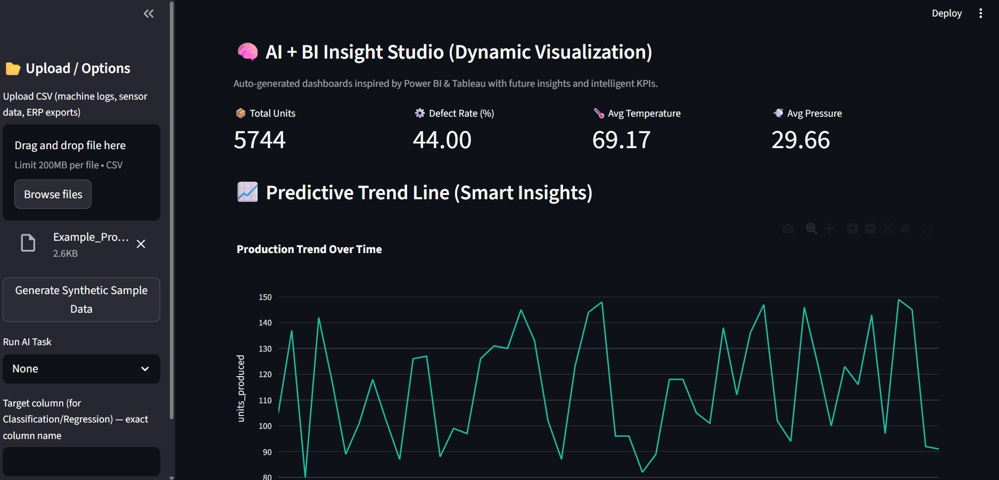 Deploy
Upload / Options
Upload CSV (machine logs, sensor
data, ERP exports)
Drag and drop file here
Limit 200MB per file • CSV
Browse files
Example_Pro...
2.6KB
Generate Synthetic Sample
Data
Run AI Task
None
Target column (for
Classification/Regression) — exact
column name
AI + BI Insight Studio (Dynamic Visualization)
Auto-generated dashboards inspired by Power BI & Tableau with future insights and intelligent KPIs.
Total Units
5744
Defect Rate (%)
44.00
Avg Temperature
69.17
Avg Pressure
29.66
Predictive Trend Line (Smart Insights)
Production Trend Over Time
units_produced
150
140
130
120
110
100
90
80